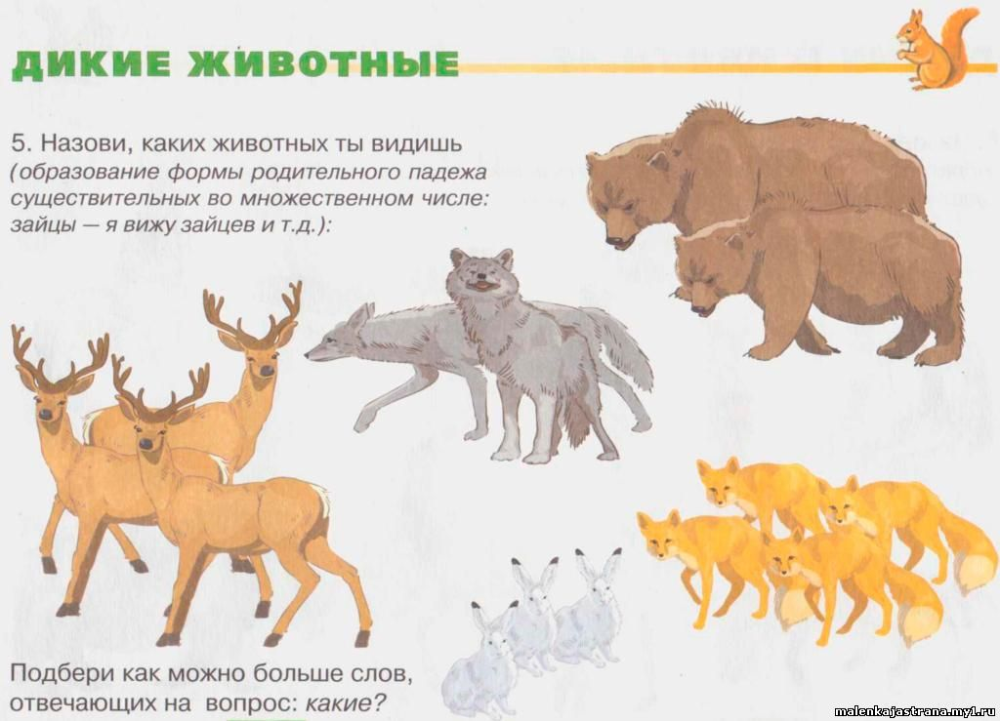 ДИКИЕ ЖИВОТНЫЕ
5. Назови, каких животных ты видишь
(образование формы родительного падежа
существительных во множественном числе:
зайцы — я вижу зайцев и т.д.):
Подбери как можно больше слов,
отвечающих на вопрос: какие?
malenkajastrana.my1.ru